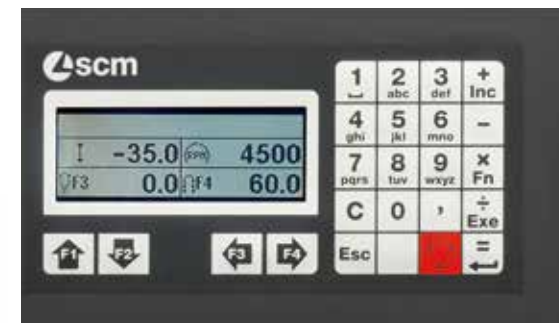 scm
I -35.0 RPM 4500
F3 0.0 F4 60.0
F1 F2 F3 F4
1 2 abc 3 def + Inc
4 ghi 5 jkl 6 mno -
7 pqrs 8 tuv 9 wxyz × Fn
C 0 , ÷ Exe
Esc =